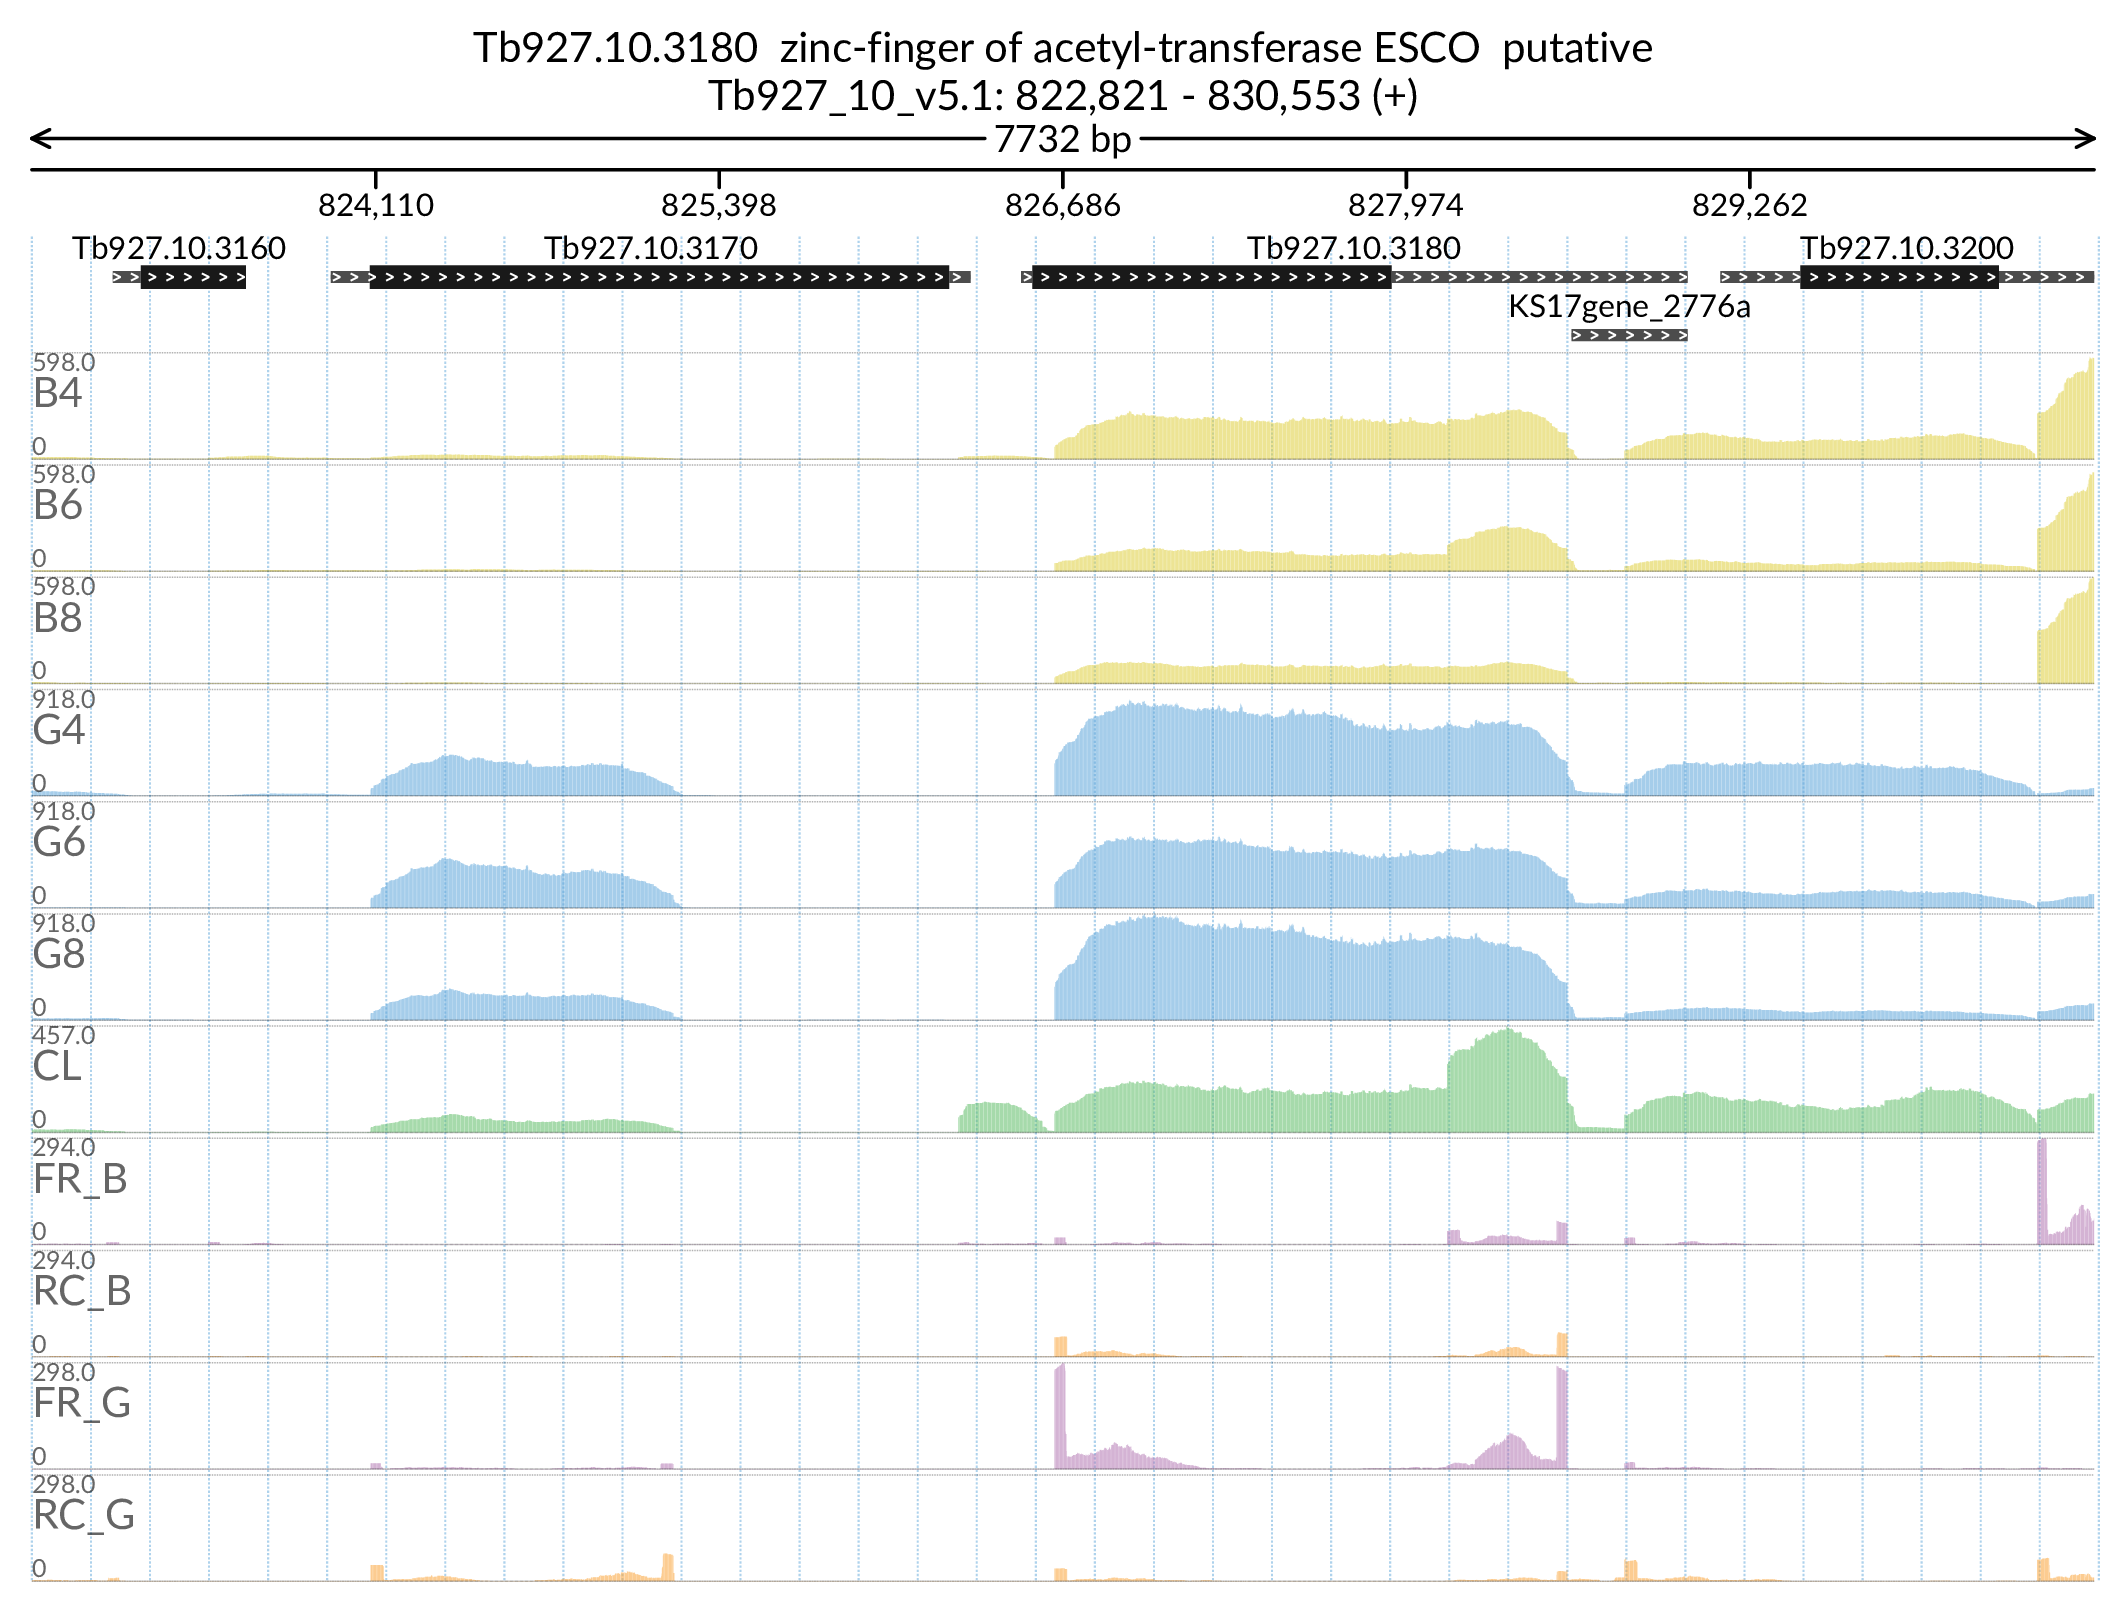 Tb927.10.3180  zinc-finger of acetyl-transferase ESCO  putative
Tb927_10_v5.1: 822,821 - 830,553 (+)
7732 bp
824,110 825,398 826,686 827,974 829,262
Tb927.10.3160 Tb927.10.3170 Tb927.10.3180 Tb927.10.3200
KS17gene_2776a
598.0
B4
0
598.0
B6
0
598.0
B8
0
918.0
G4
0
918.0
G6
0
918.0
G8
0
457.0
CL
0
294.0
FR_B
0
294.0
RC_B
0
298.0
FR_G
0
298.0
RC_G
0